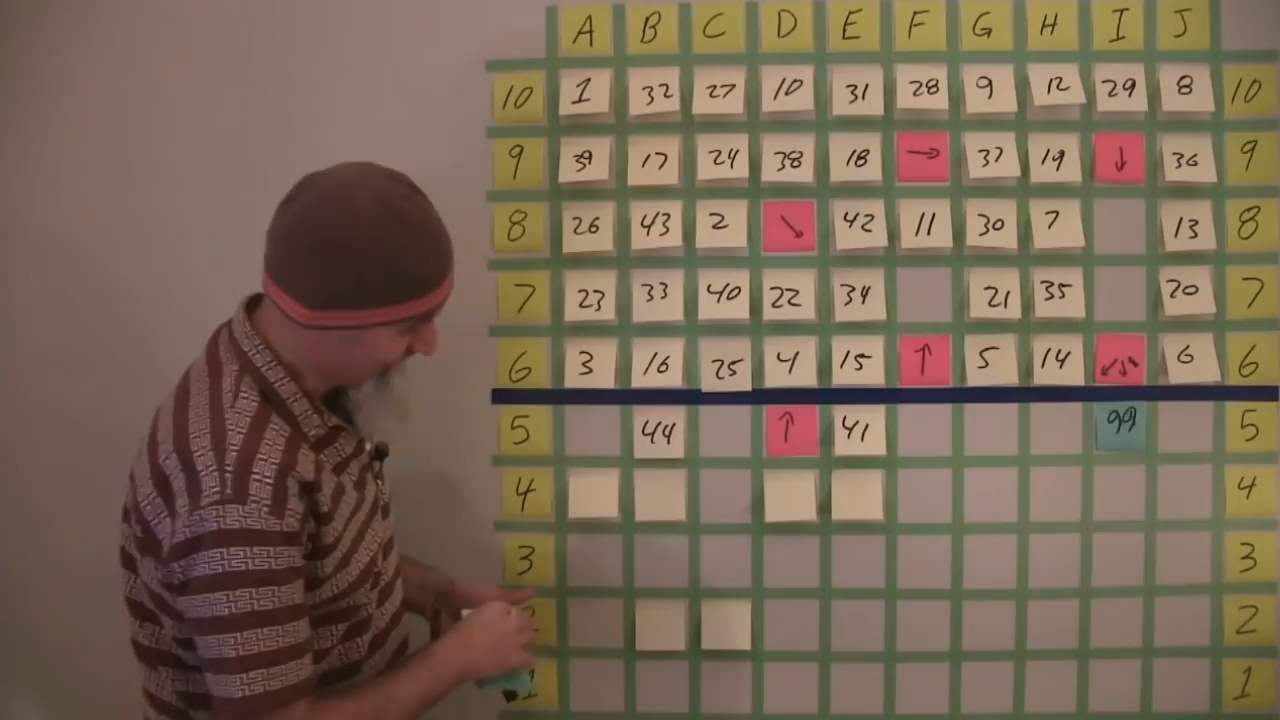 A B C D E F G H I J
10 1 32 27 10 31 28 9 12 29 8 10
9 39 17 24 38 18 → 37 19 ↓ 36 9
8 26 43 2 ↘ 42 11 30 7 13 8
7 23 33 40 22 34 21 35 20 7
6 3 16 25 4 15 ↑ 5 14 ↙↓↘ 6 6
5 44 ↑ 41 99 5
4 4
3 3
2 2
1 1